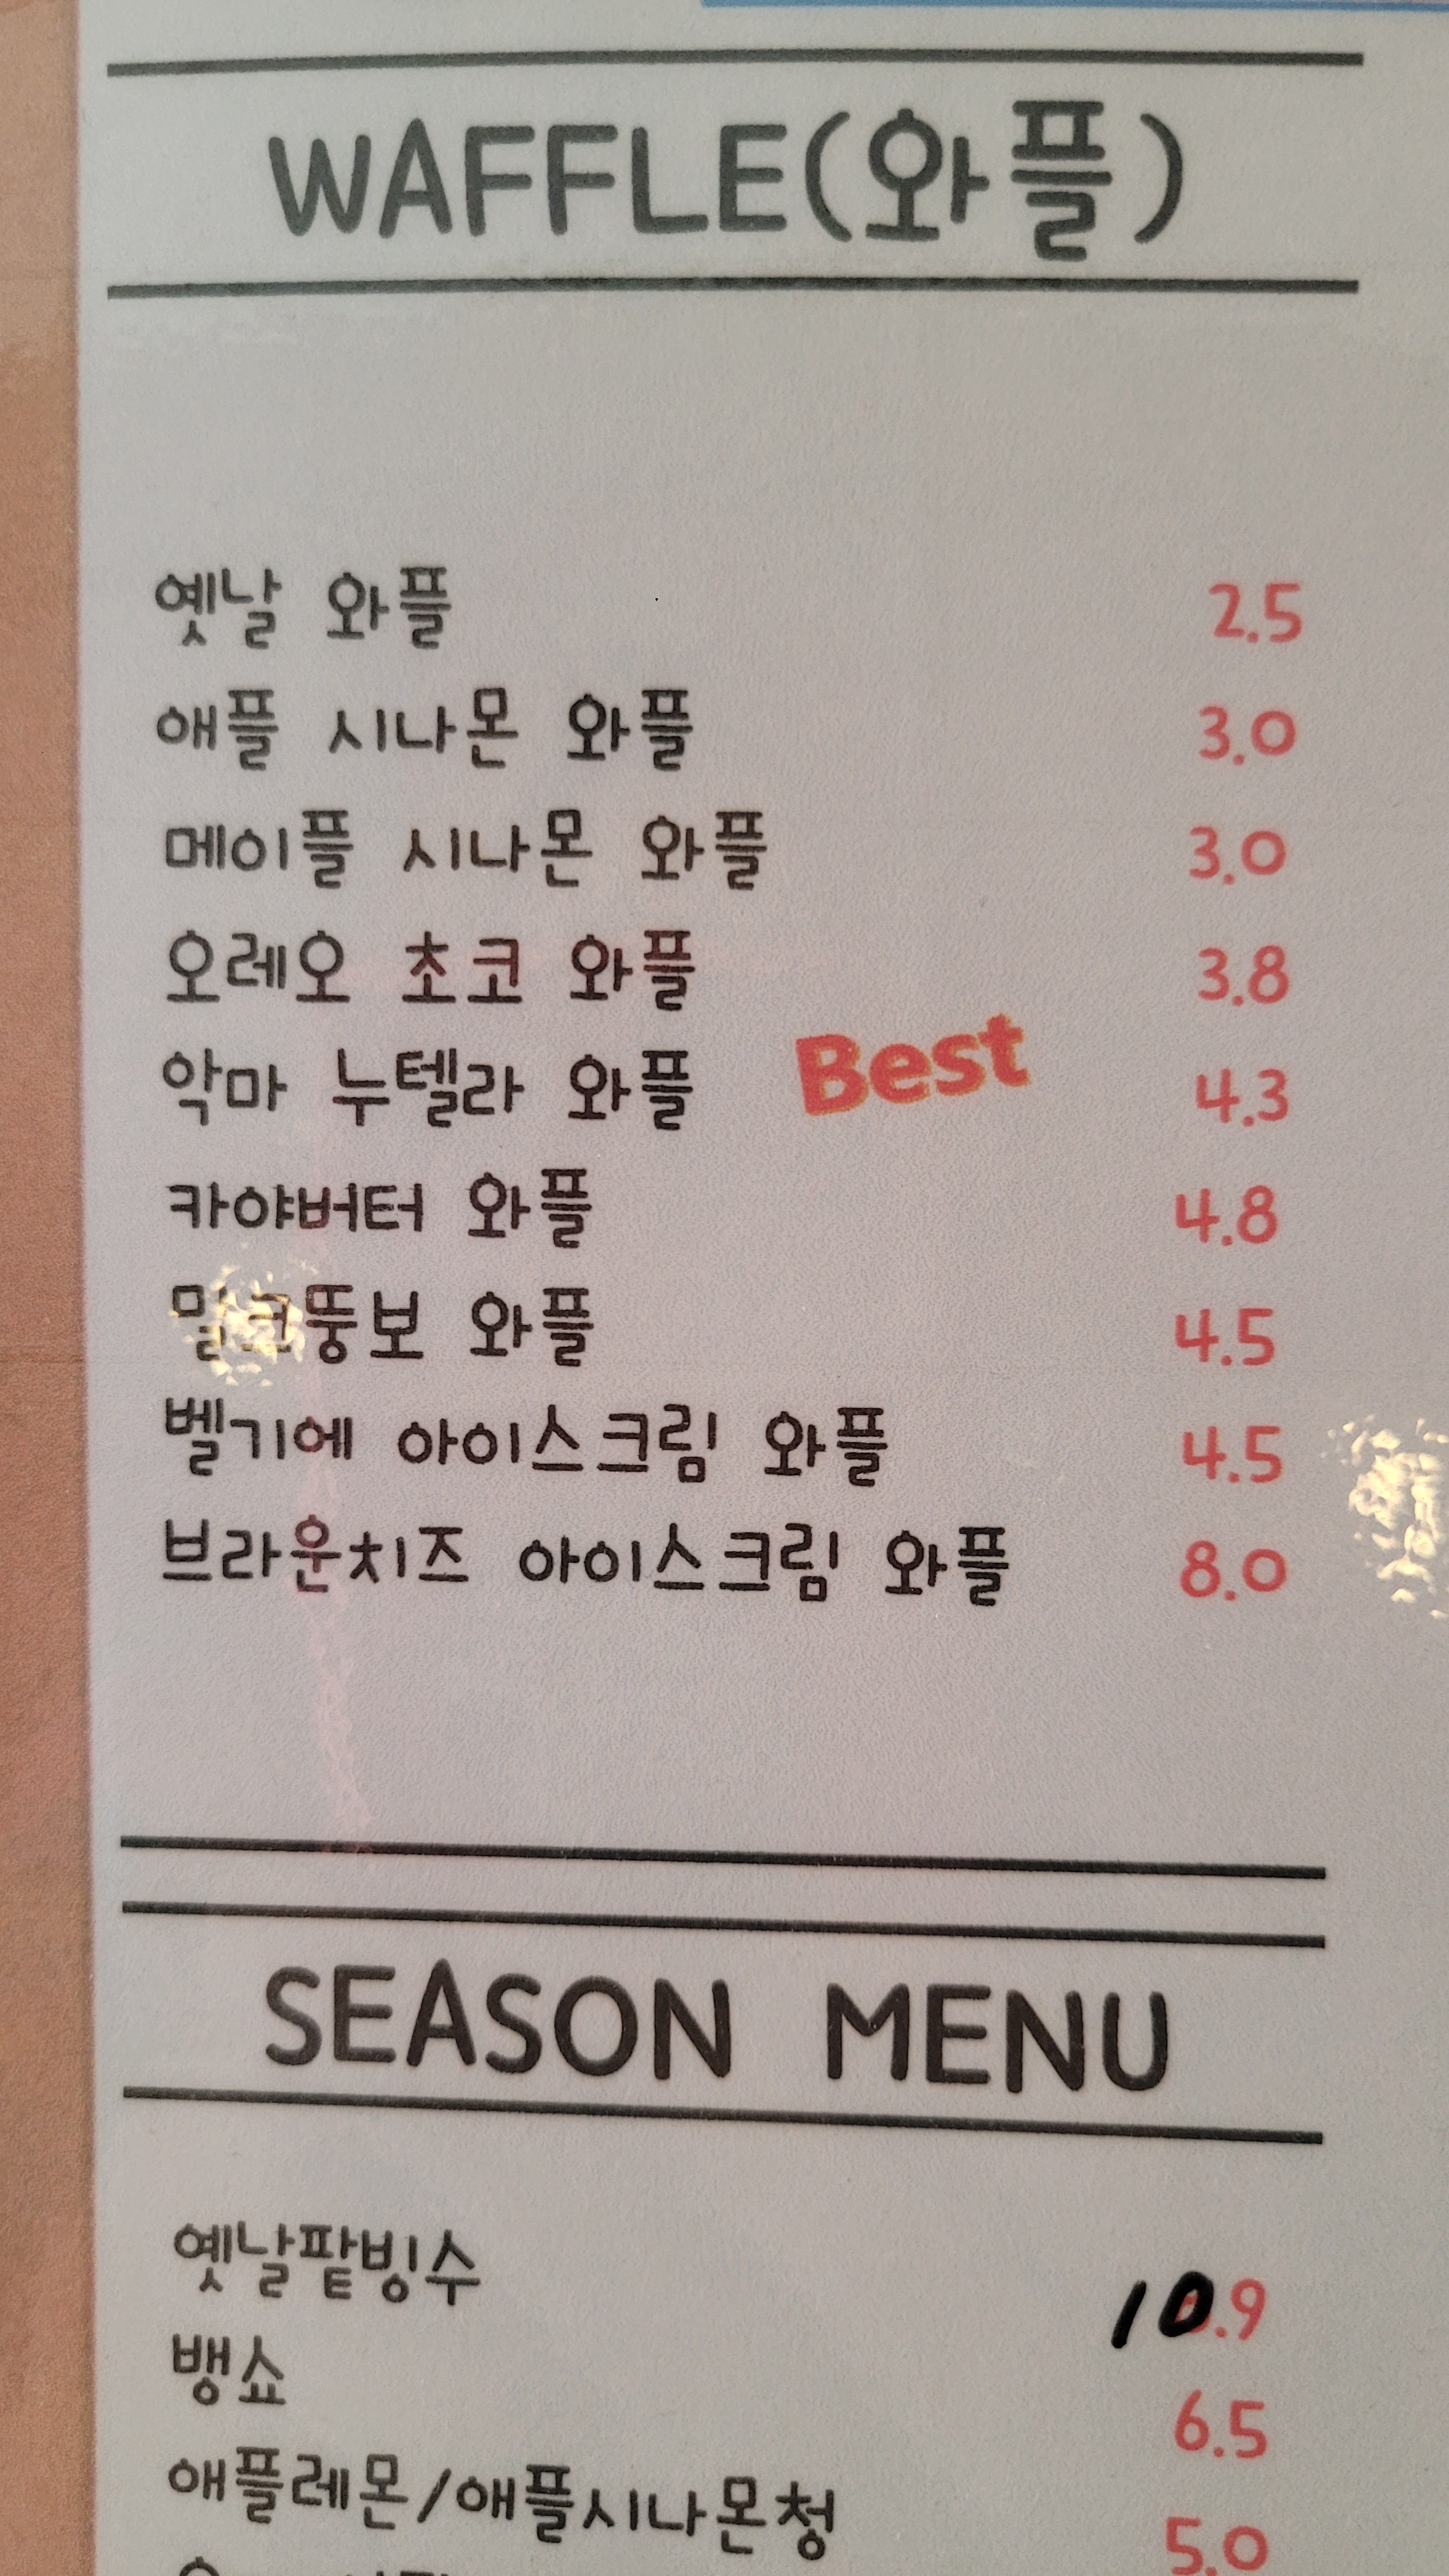 WAFFLE(와플)
옛날 와플 2.5
애플 시나몬 와플 3.0
메이플 시나몬 와플 3.0
오레오 초코 와플 3.8
악마 누텔라 와플 Best 4.3
카야버터 와플 4.8
밀크뚱보 와플 4.5
벨기에 아이스크림 와플 4.5
브라운치즈 아이스크림 와플 8.0
SEASON MENU
옛날팥빙수 10.9
뱅쇼 6.5
애플레몬/애플시나몬청 5.0